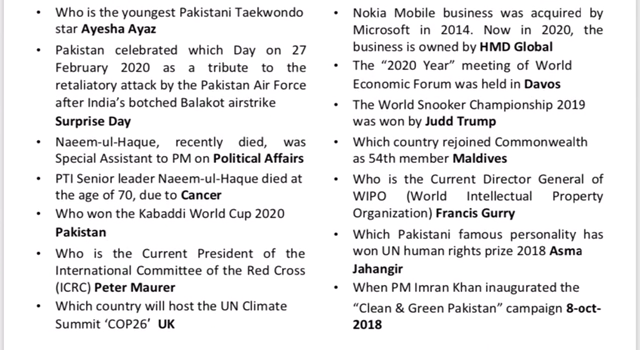 • Who is the youngest Pakistani Taekwondo
star Ayesha Ayaz
• Pakistan celebrated which Day on 27
February 2020 as a tribute to the
retaliatory attack by the Pakistan Air Force
after India's botched Balakot airstrike
Surprise Day
• Naeem-ul-Haque, recently died, was
Special Assistant to PM on Political Affairs
• PTI Senior leader Naeem-ul-Haque died at
the age of 70, due to Cancer
• Who won the Kabaddi World Cup 2020
Pakistan
• Who is the Current President of the
International Committee of the Red Cross
(ICRC) Peter Maurer
• Which country will host the UN Climate
Summit ‘COP26’ UK
• Nokia Mobile business was acquired by
Microsoft in 2014. Now in 2020, the
business is owned by HMD Global
• The “2020 Year” meeting of World
Economic Forum was held in Davos
• The World Snooker Championship 2019
was won by Judd Trump
• Which country rejoined Commonwealth
as 54th member Maldives
• Who is the Current Director General of
WIPO (World Intellectual Property
Organization) Francis Gurry
• Which Pakistani famous personality has
won UN human rights prize 2018 Asma
Jahangir
• When PM Imran Khan inaugurated the
“Clean & Green Pakistan” campaign 8-oct-
2018